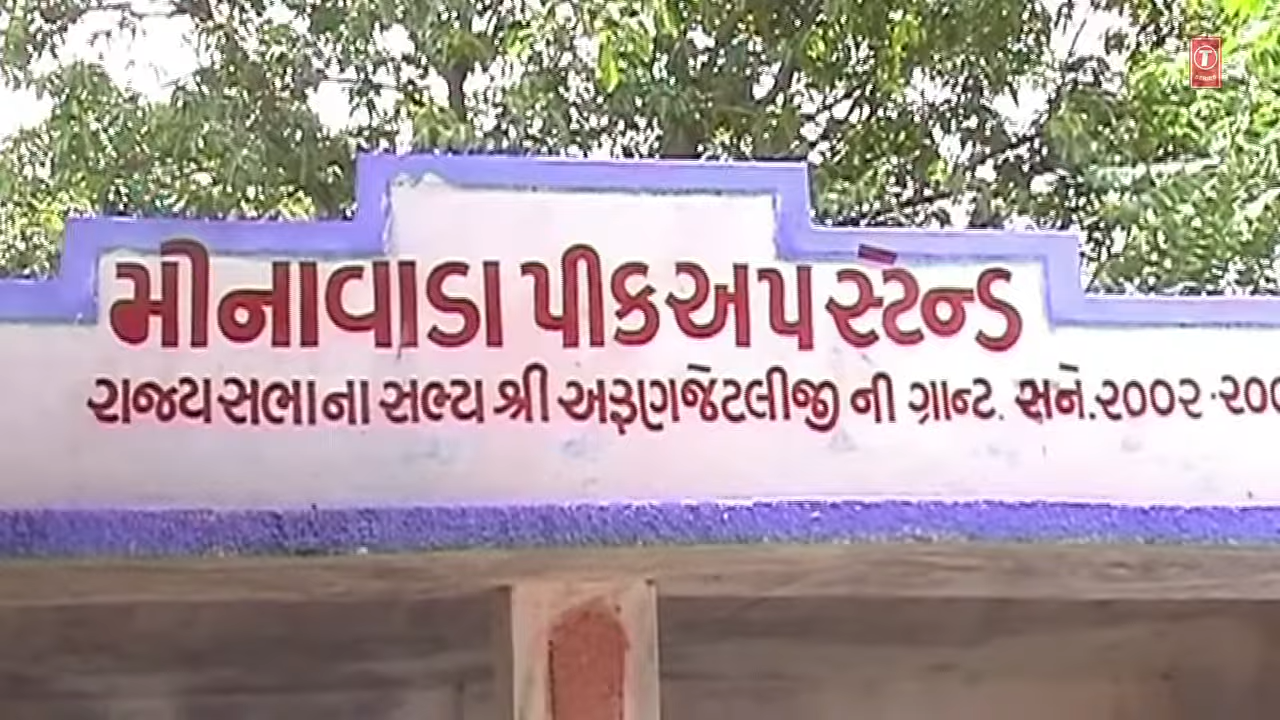 મીનાવાડા પીકઅપ સ્ટેન્ડ
રાજ્યસભાના સભ્ય શ્રી અરૂણજેટલીજી ની ગ્રાન્ટ. સને.૨૦૦૨